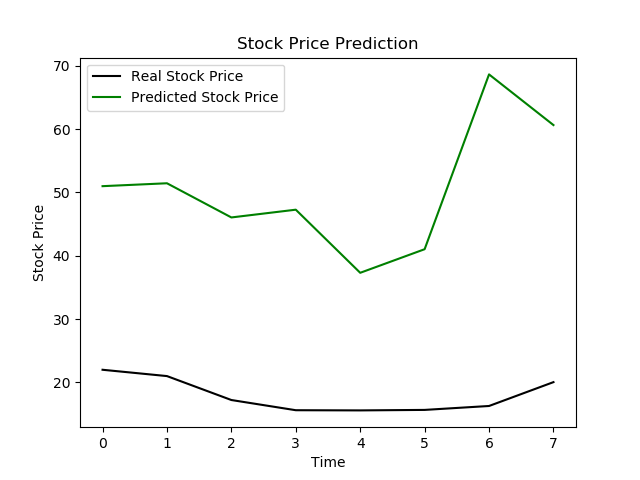 Stock Price Prediction
Real Stock Price
Predicted Stock Price
70
60
50
40
30
20
Stock Price
0 1 2 3 4 5 6 7
Time